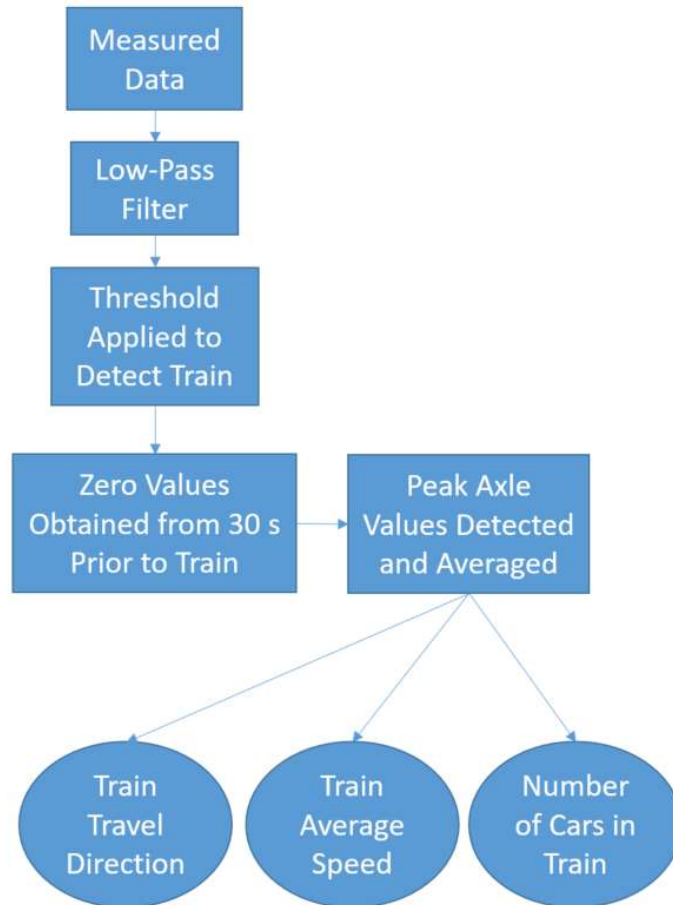 Measured
Data
Low-Pass
Filter
Threshold
Applied to
Detect Train
Zero Values
Obtained from 30 s
Prior to Train
Peak Axle
Values Detected
and Averaged
Train
Travel
Direction
Train
Average
Speed
Number
of Cars in
Train